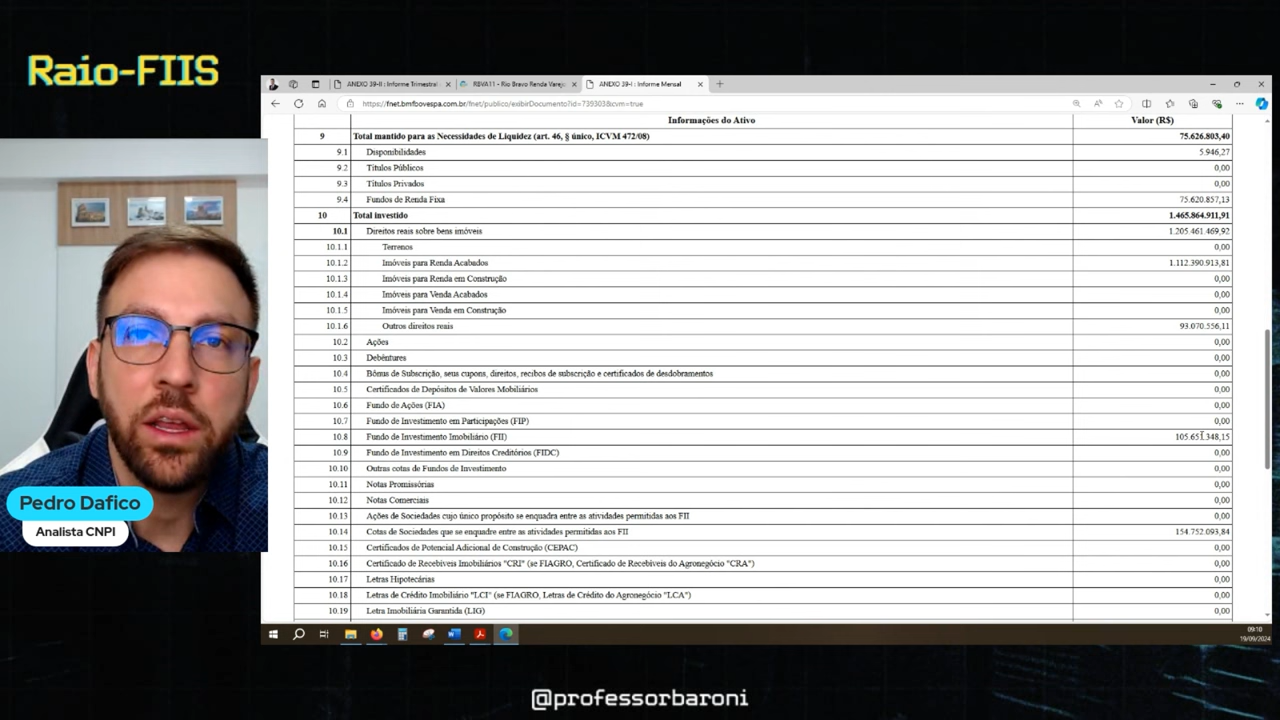 Raio-FIIS
ANEXO 39-II : Informe Trimestral
RBVA11 - Rio Bravo Renda Varejo
ANEXO 39-I : Informe Mensal
https://fnet.bmfbovespa.com.br/fnet/publico/exibirDocumento?id=739303&cvm=true
Informações do Ativo Valor (R$)
9 Total mantido para as Necessidades de Liquidez (art. 46, § único, ICVM 472/08) 75.626.803,40
9.1 Disponibilidades 5.946,27
9.2 Títulos Públicos 0,00
9.3 Títulos Privados 0,00
9.4 Fundos de Renda Fixa 75.620.857,13
10 Total investido 1.465.864.911,91
10.1 Direitos reais sobre bens imóveis 1.205.461.469,92
10.1.1 Terrenos 0,00
10.1.2 Imóveis para Renda Acabados 1.112.390.913,81
10.1.3 Imóveis para Renda em Construção 0,00
10.1.4 Imóveis para Venda Acabados 0,00
10.1.5 Imóveis para Venda em Construção 0,00
10.1.6 Outros direitos reais 93.070.556,11
10.2 Ações 0,00
10.3 Debêntures 0,00
10.4 Bônus de Subscrição, seus cupons, direitos, recibos de subscrição e certificados de desdobramentos 0,00
10.5 Certificados de Depósitos de Valores Mobiliários 0,00
10.6 Fundo de Ações (FIA) 0,00
10.7 Fundo de Investimento em Participações (FIP) 0,00
10.8 Fundo de Investimento Imobiliário (FII) 105.651.348,15
10.9 Fundo de Investimento em Direitos Creditórios (FIDC) 0,00
10.10 Outras cotas de Fundos de Investimento 0,00
10.11 Notas Promissórias 0,00
10.12 Notas Comerciais 0,00
10.13 Ações de Sociedades cujo único propósito se enquadra entre as atividades permitidas aos FII 0,00
10.14 Cotas de Sociedades que se enquadre entre as atividades permitidas aos FII 154.752.093,84
10.15 Certificados de Potencial Adicional de Construção (CEPAC) 0,00
10.16 Certificado de Recebíveis Imobiliários "CRI" (se FIAGRO, Certificado de Recebíveis do Agronegócio "CRA") 0,00
10.17 Letras Hipotecárias 0,00
10.18 Letras de Crédito Imobiliário "LCI" (se FIAGRO, Letras de Crédito do Agronegócio "LCA") 0,00
10.19 Letra Imobiliária Garantida (LIG) 0,00
Pedro Dafico
Analista CNPI
09:10
19/09/2024
@professorbaroni